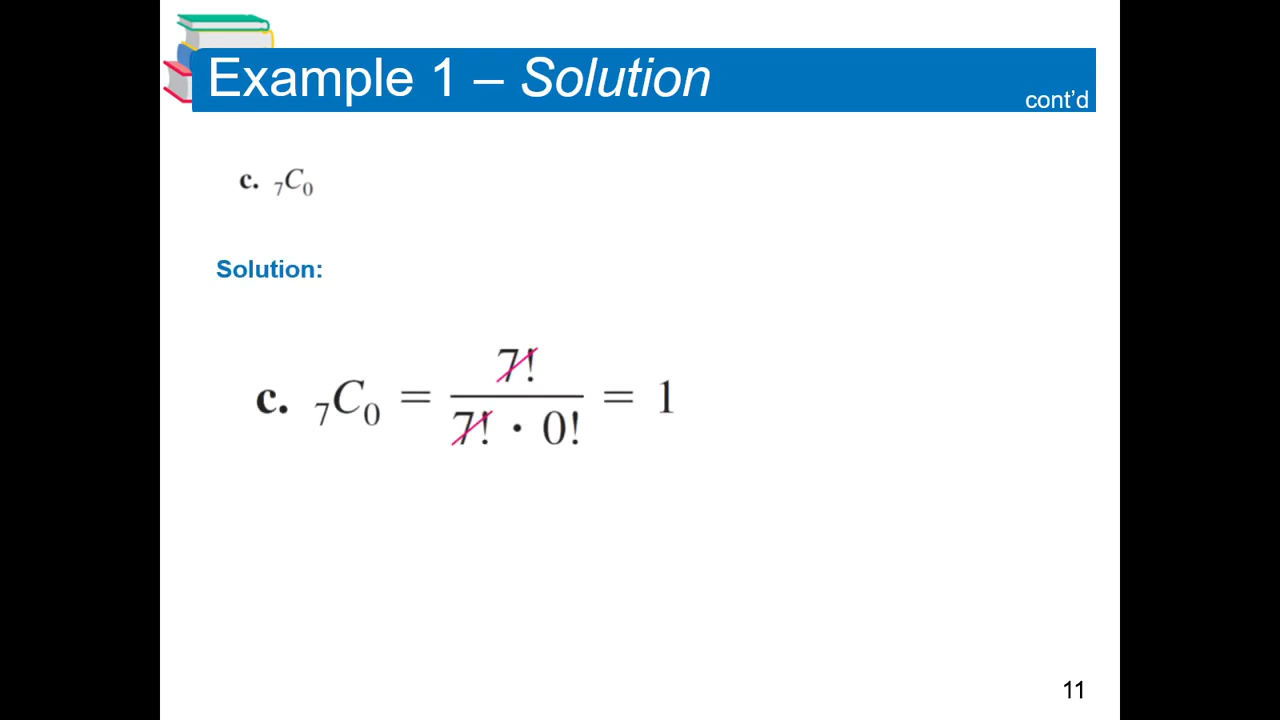 Example 1 – Solution
cont’d
c. ₇C₀
Solution:
c. ₇C₀ = 7! / (7! · 0!) = 1
11